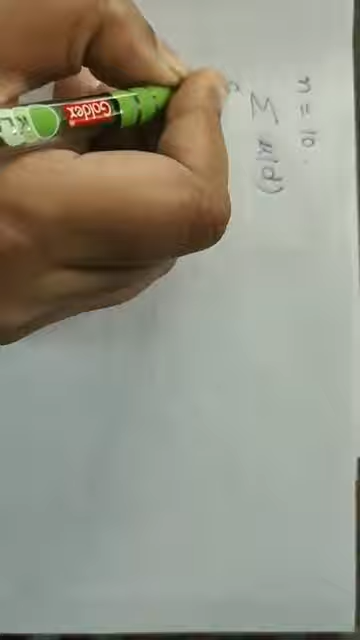 n = 10.
∑ μ(d)
Goldex